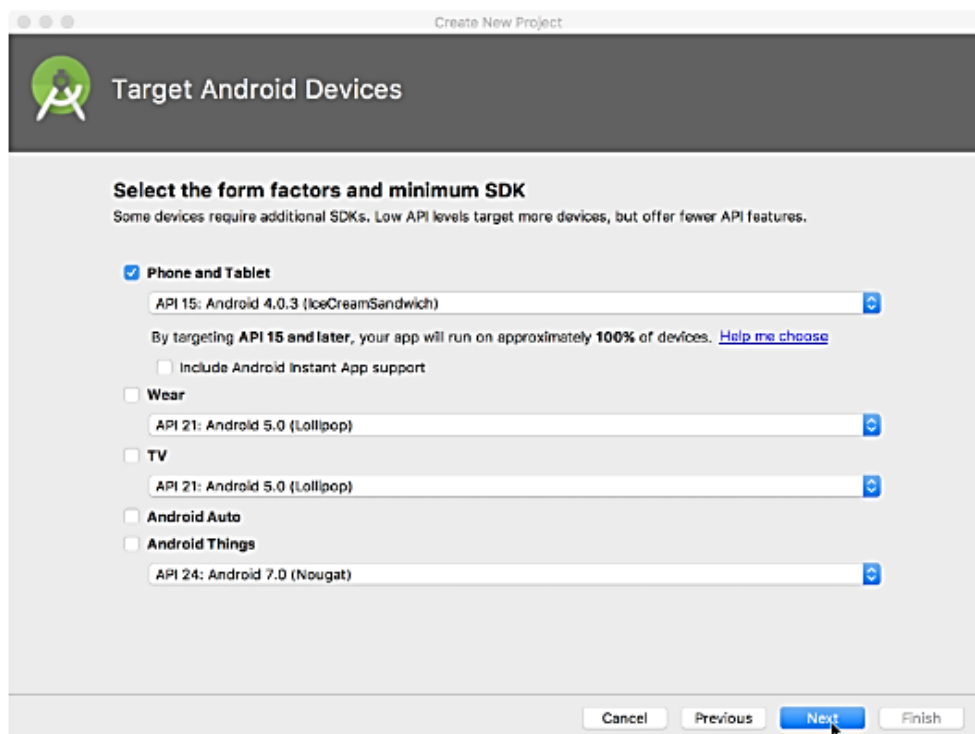 Create New Project
Target Android Devices
Select the form factors and minimum SDK
Some devices require additional SDKs. Low API levels target more devices, but offer fewer API features.
Phone and Tablet
API 15: Android 4.0.3 (IceCreamSandwich)
By targeting API 15 and later, your app will run on approximately 100% of devices. Help me choose
Include Android Instant App support
Wear
API 21: Android 5.0 (Lollipop)
TV
API 21: Android 5.0 (Lollipop)
Android Auto
Android Things
API 24: Android 7.0 (Nougat)
Cancel Previous Next Finish